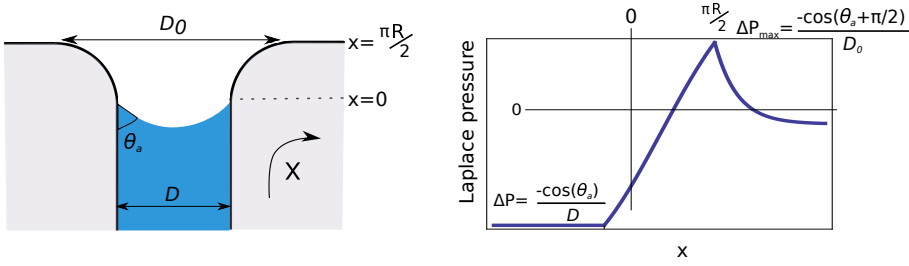 D₀
x= πR/2
x=0
θₐ
X
D
Laplace pressure
0
πR/2
ΔPₘₐₓ= -cos(θₐ+π/2)/D₀
0
ΔP= -cos(θₐ)/D
x